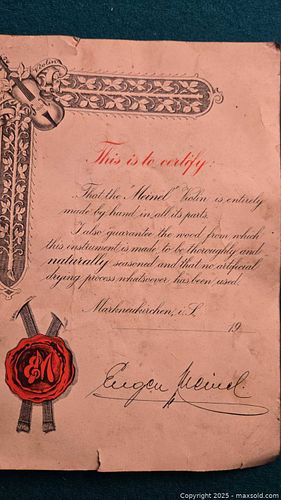 This is to certify:
That the "Meinel" Violin is entirely
made by hand in all its parts.
I also guarantee the wood from which
this instrument is made to be thoroughly and
naturally seasoned and that no artificial
drying process whatsoever has been used.
Markneukirchen, i. S.
19
EM
Eugen Meinel
Copyright © 2025 - maxsold.com